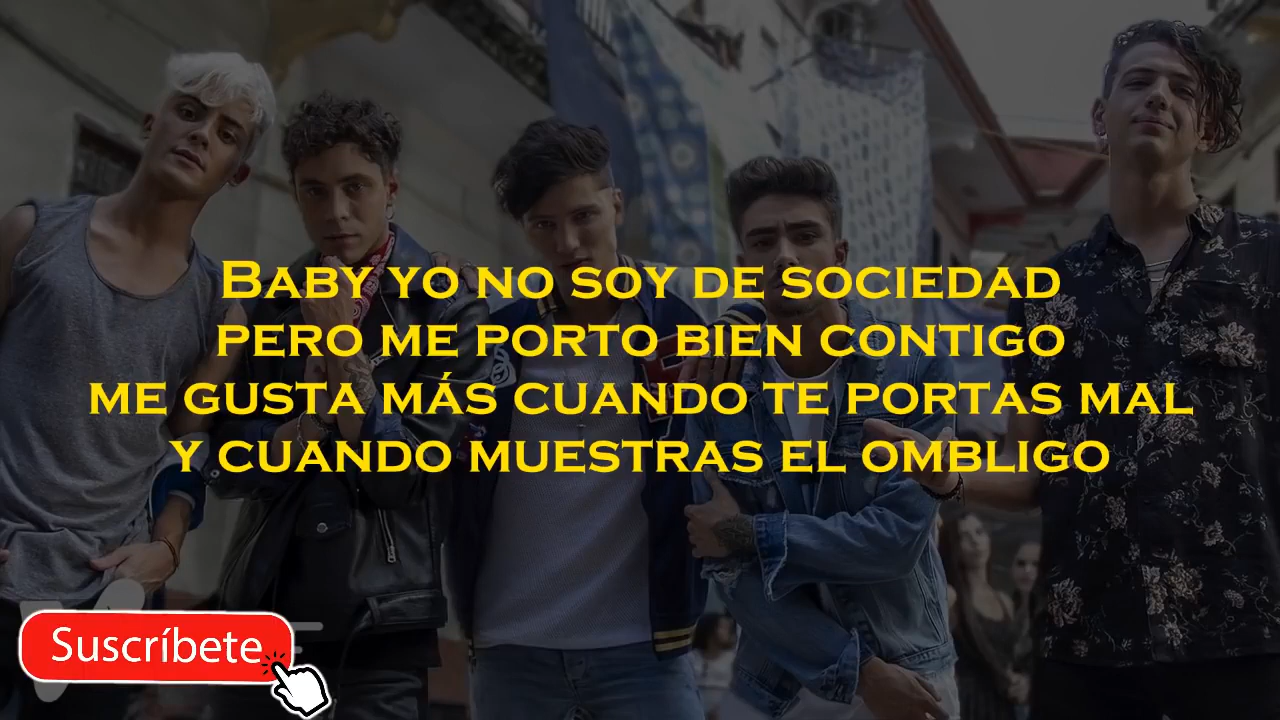 Baby yo no soy de sociedad
pero me porto bien contigo
me gusta más cuando te portas mal
y cuando muestras el ombligo
Suscríbete